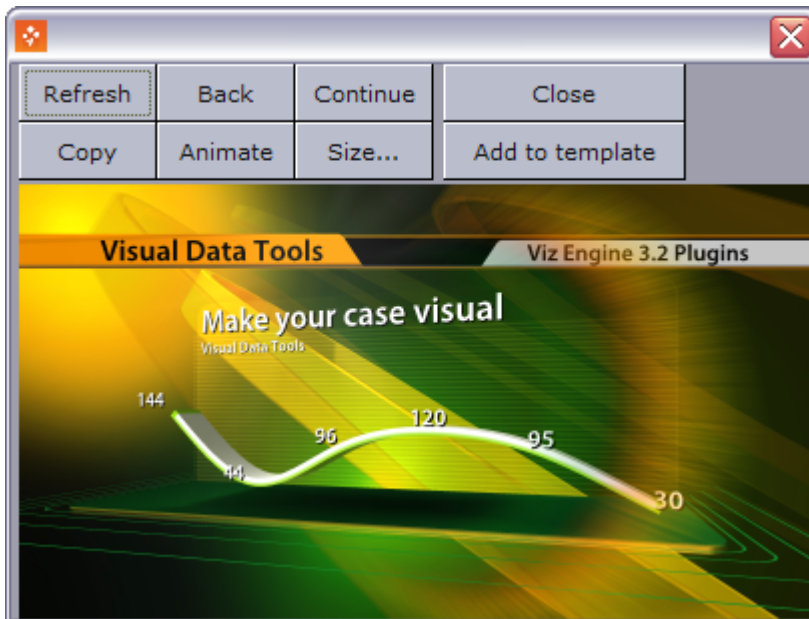 Refresh Back Continue Close
Copy Animate Size... Add to template
Visual Data Tools Viz Engine 3.2 Plugins
Make your case visual
Visual Data Tools
144
44
96
120
95
30